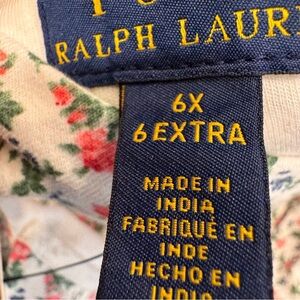 RALPH LAUR
6X
6 EXTRA
MADE IN
INDIA
FABRIQUÉ EN
INDE
HECHO EN
INDIA